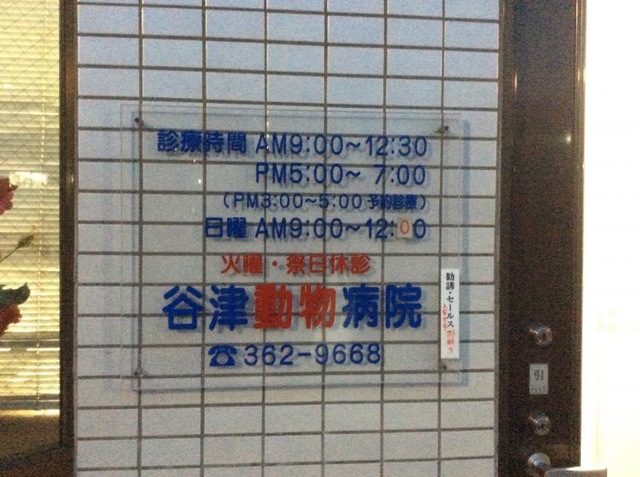 診療時間 AM9:00～12:30
PM5:00～ 7:00
(PM3:00～5:00 予約診療)
日曜 AM9:00～12:00
火曜・祭日休診
谷津動物病院
☎362-9668
勧誘・セールス
引